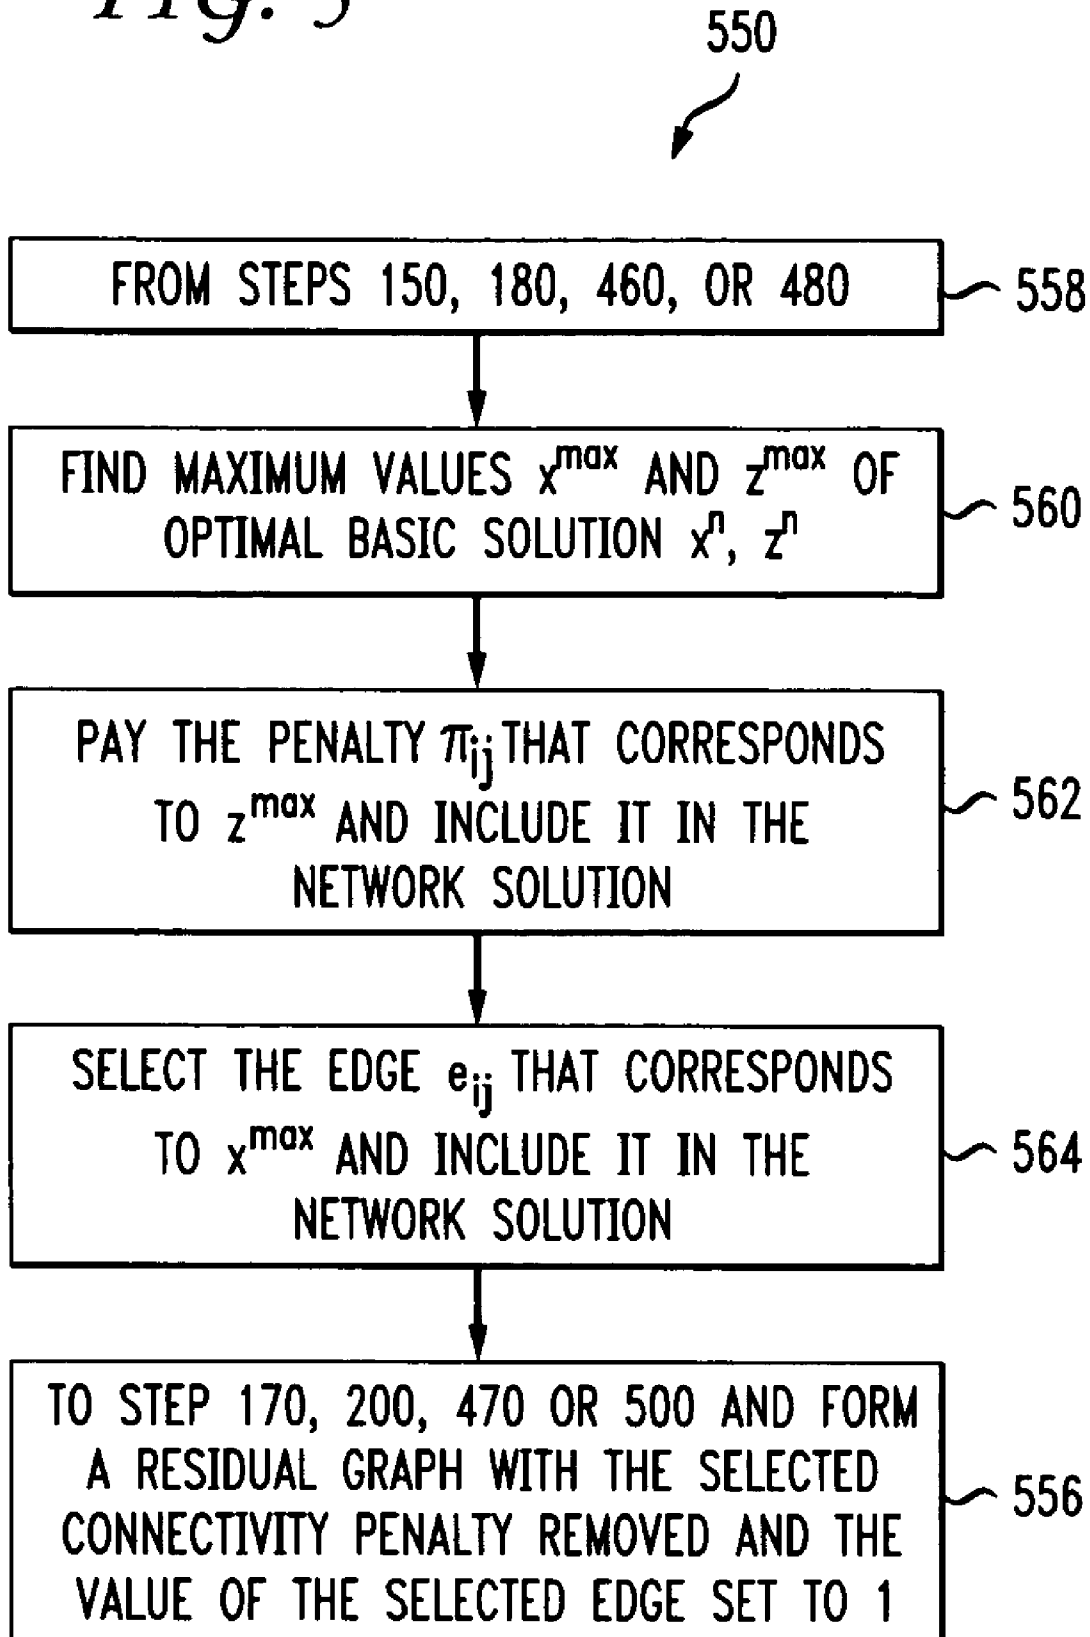 FIG. 5
550
FROM STEPS 150, 180, 460, OR 480
558
FIND MAXIMUM VALUES x^max AND z^max OF
OPTIMAL BASIC SOLUTION x^n, z^n
560
PAY THE PENALTY π_ij THAT CORRESPONDS
TO z^max AND INCLUDE IT IN THE
NETWORK SOLUTION
562
SELECT THE EDGE e_ij THAT CORRESPONDS
TO x^max AND INCLUDE IT IN THE
NETWORK SOLUTION
564
TO STEP 170, 200, 470 OR 500 AND FORM
A RESIDUAL GRAPH WITH THE SELECTED
CONNECTIVITY PENALTY REMOVED AND THE
VALUE OF THE SELECTED EDGE SET TO 1
556